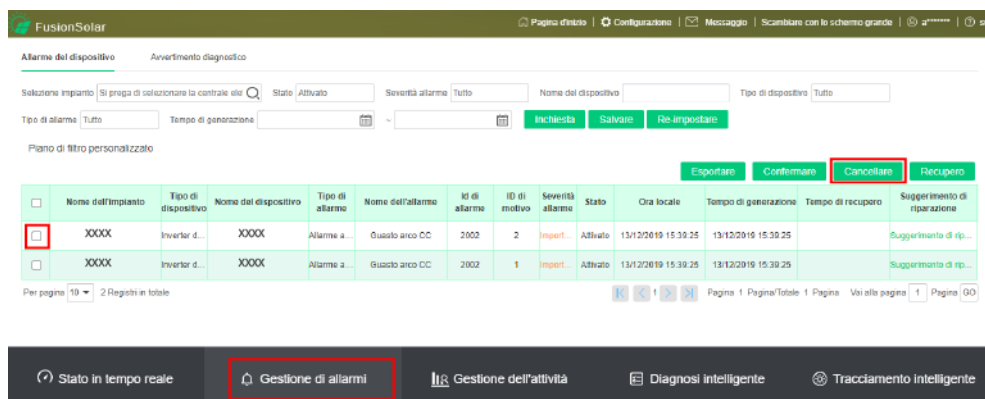 FusionSolar Pagina d'inizio | Configurazione | Messaggio | Scambiare con lo schermo grande | a******* |
Allarme del dispositivo Avvertimento diagnostico
Selezione impianto Si prega di selezionare la centrale ele Stato Attivato Severità allarme Tutto Nome del dispositivo Tipo di dispositivo Tutto
Tipo di allarme Tutto Tempo di generazione ~ Inchiesta Salvare Re-impostare
Piano di filtro personalizzato
Esportare Confermare Cancellare Recupero
Nome dell'impianto Tipo di dispositivo Nome del dispositivo Tipo di allarme Nome dell'allarme Id di allarme ID di motivo Severità allarme Stato Ora locale Tempo di generazione Tempo di recupero Suggerimento di riparazione
XXXX Inverter d... XXXX Allarme a... Guasto arco CC 2002 2 Import... Attivato 13/12/2019 15:39:25 13/12/2019 15:39:25 Suggerimento di rip...
XXXX Inverter d... XXXX Allarme a... Guasto arco CC 2002 1 Import... Attivato 13/12/2019 15:39:25 13/12/2019 15:39:25 Suggerimento di rip...
Per pagina 10 2 Registri in totale 1 Pagina 1 Pagina/Totale 1 Pagina Vai alla pagina 1 Pagina GO
Stato in tempo reale Gestione di allarmi Gestione dell'attività Diagnosi intelligente Tracciamento intelligente